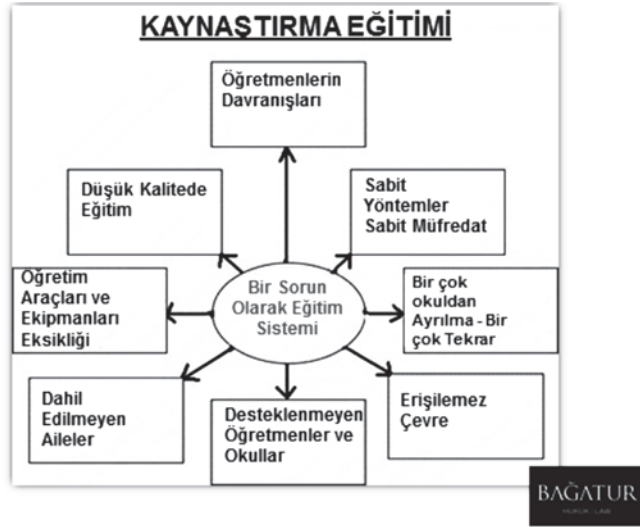 KAYNAŞTIRMA EĞİTİMİ
Öğretmenlerin
Davranışları
Düşük Kalitede
Eğitim
Sabit
Yöntemler
Sabit Müfredat
Öğretim
Araçları ve
Ekipmanları
Eksikliği
Bir Sorun
Olarak Eğitim
Sistemi
Bir çok
okuldan
Ayrılma - Bir
çok Tekrar
Dahil
Edilmeyen
Aileler
Desteklenmeyen
Öğretmenler ve
Okullar
Erişilemez
Çevre
BAĞATUR